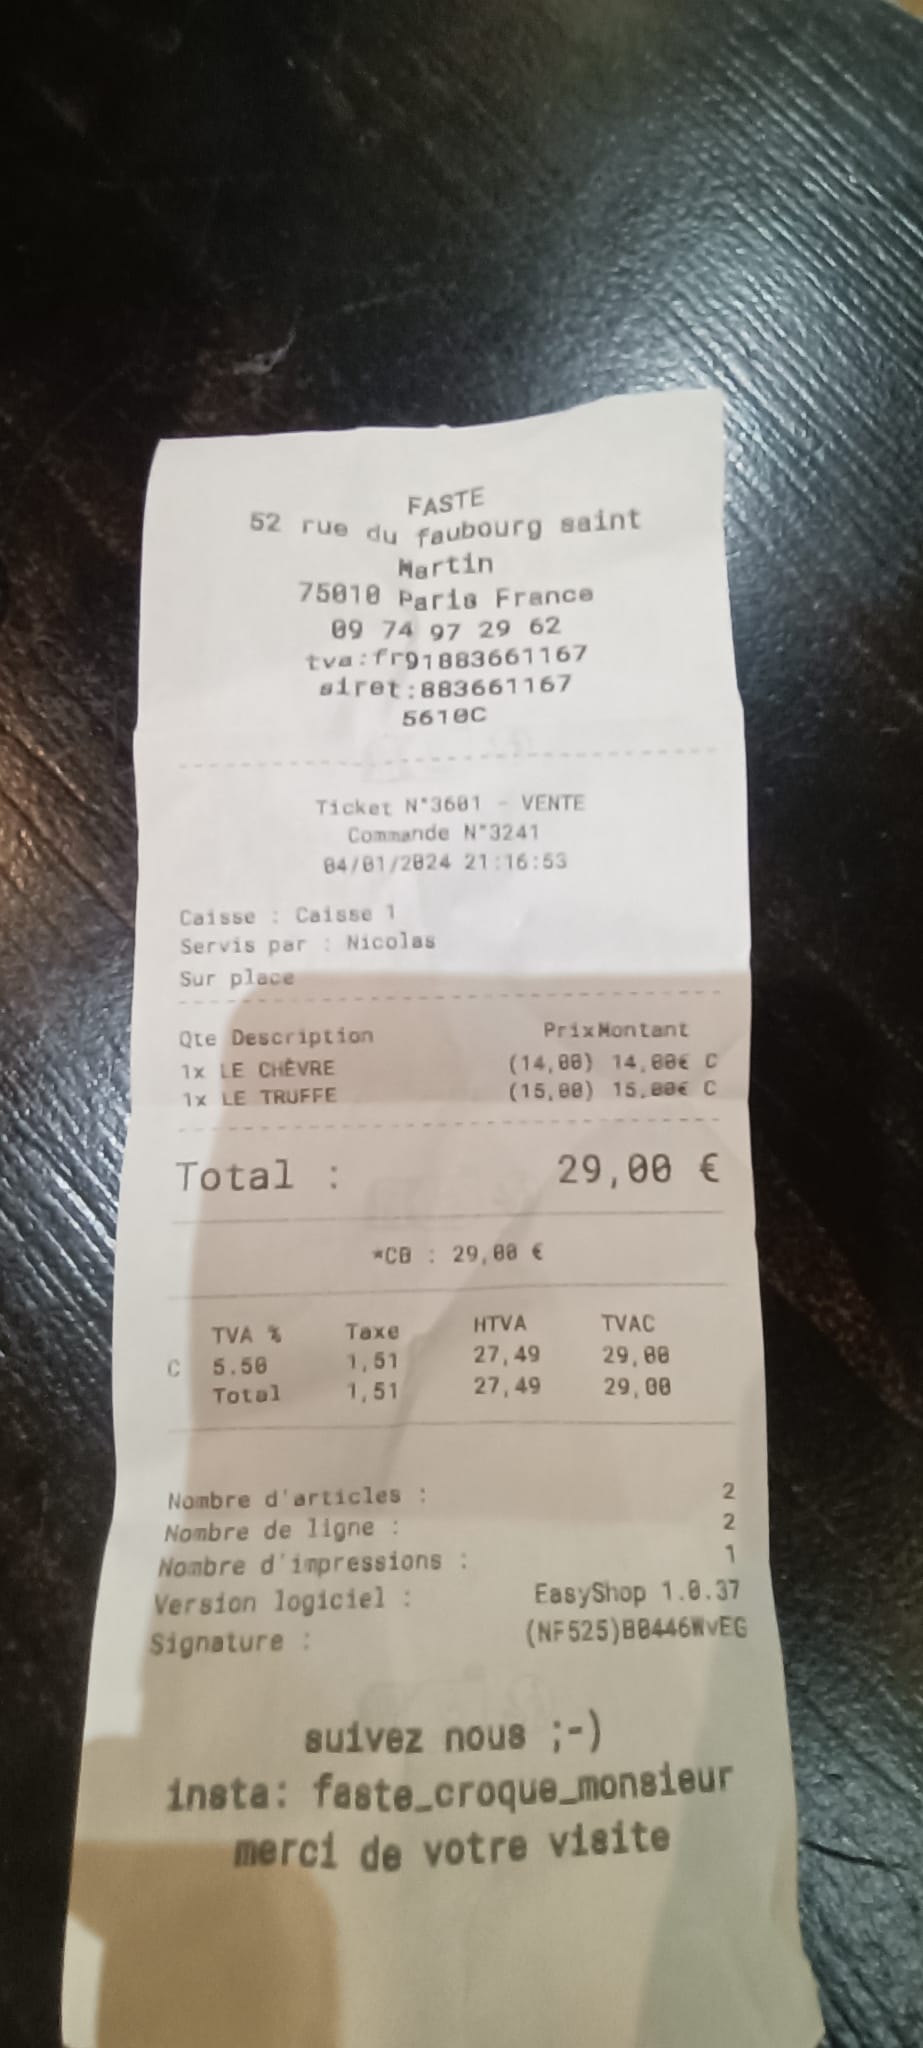 FASTE
52 rue du faubourg saint
Martin
75010 Paris France
09 74 97 29 62
tva:fr91883661167
siret:883661167
5610C
Ticket N°3601 - VENTE
Commande N°3241
04/01/2024 21:16:53
Caisse : Caisse 1
Servis par : Nicolas
Sur place
Qte Description PrixMontant
1x LE CHÈVRE (14,00) 14,00€ C
1x LE TRUFFE (15,00) 15,00€ C
Total : 29,00 €
*CB : 29,00 €
TVA % Taxe HTVA TVAC
C 5.50 1,51 27,49 29,00
Total 1,51 27,49 29,00
Nombre d'articles : 2
Nombre de ligne : 2
Nombre d'impressions : 1
Version logiciel : EasyShop 1.0.37
Signature : (NF525)B0446WvEG
suivez nous ;-)
insta: faste_croque_monsieur
merci de votre visite